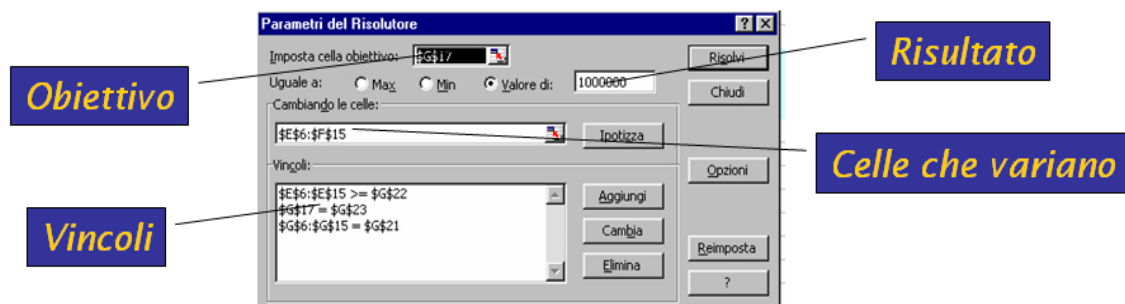 Parametri del Risolutore
Imposta cella obiettivo: $G$17
Risolvi
Risultato
Obiettivo
Uguale a: Max Min Valore di: 1000000
Chiudi
Cambiando le celle:
$E$6:$F$15
Ipotizza
Celle che variano
Vincoli:
Opzioni
$E$6:$E$15 >= $G$22
$G$17 = $G$23
$G$6:$G$15 = $G$21
Aggiungi
Vincoli
Cambia
Reimposta
Elimina
?